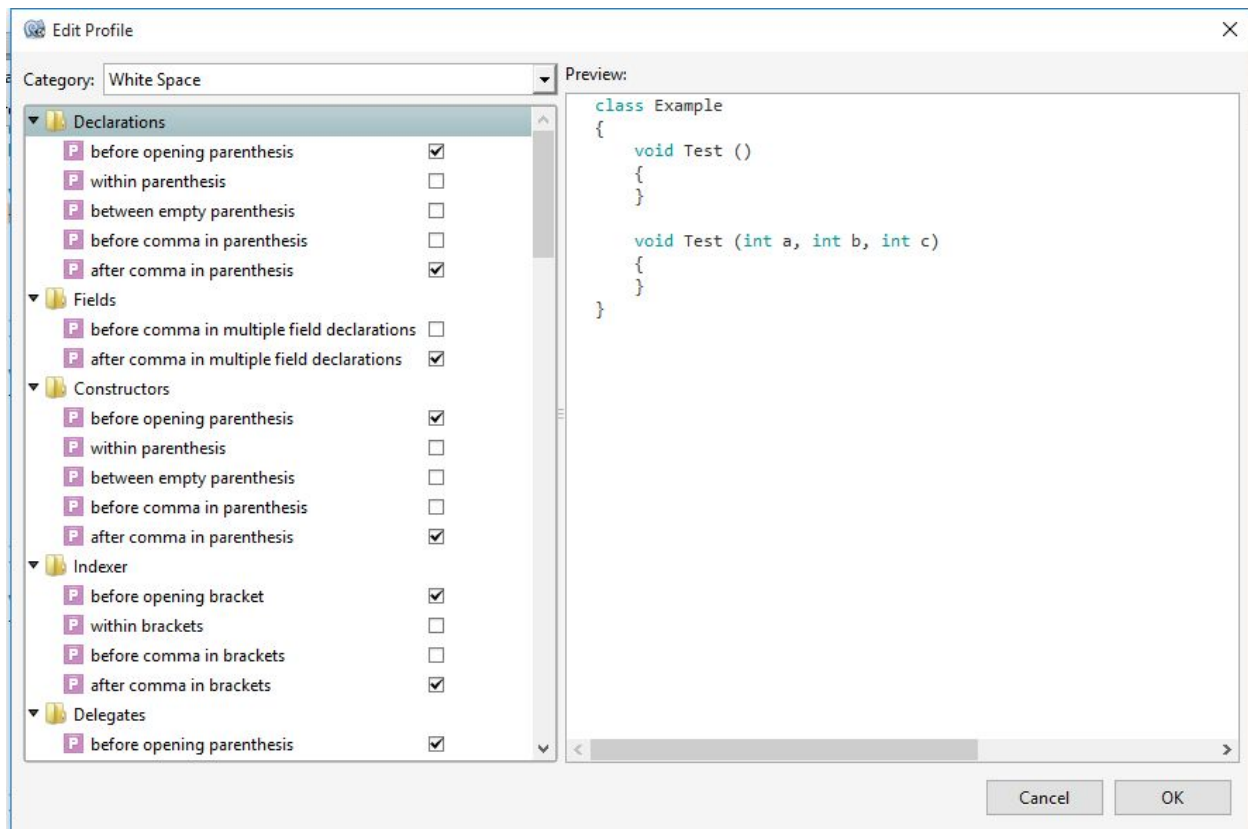 Edit Profile
Category: White Space
Declarations
P before opening parenthesis
P within parenthesis
P between empty parenthesis
P before comma in parenthesis
P after comma in parenthesis
Fields
P before comma in multiple field declarations
P after comma in multiple field declarations
Constructors
P before opening parenthesis
P within parenthesis
P between empty parenthesis
P before comma in parenthesis
P after comma in parenthesis
Indexer
P before opening bracket
P within brackets
P before comma in brackets
P after comma in brackets
Delegates
P before opening parenthesis
Preview:
class Example
{
    void Test ()
    {
    }
    void Test (int a, int b, int c)
    {
    }
}
Cancel OK